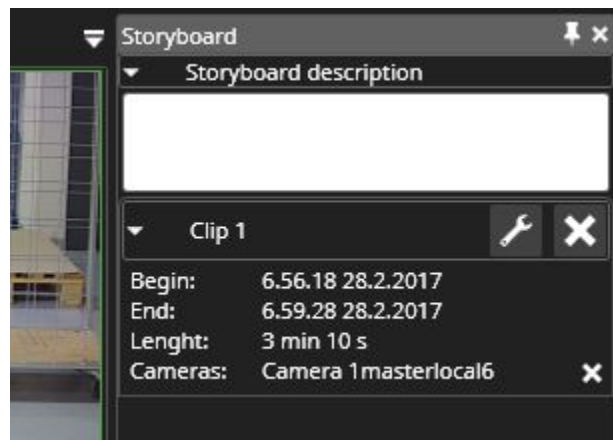 Storyboard
Storyboard description
Clip 1
Begin: 6.56.18 28.2.2017
End: 6.59.28 28.2.2017
Lenght: 3 min 10 s
Cameras: Camera 1masterlocal6